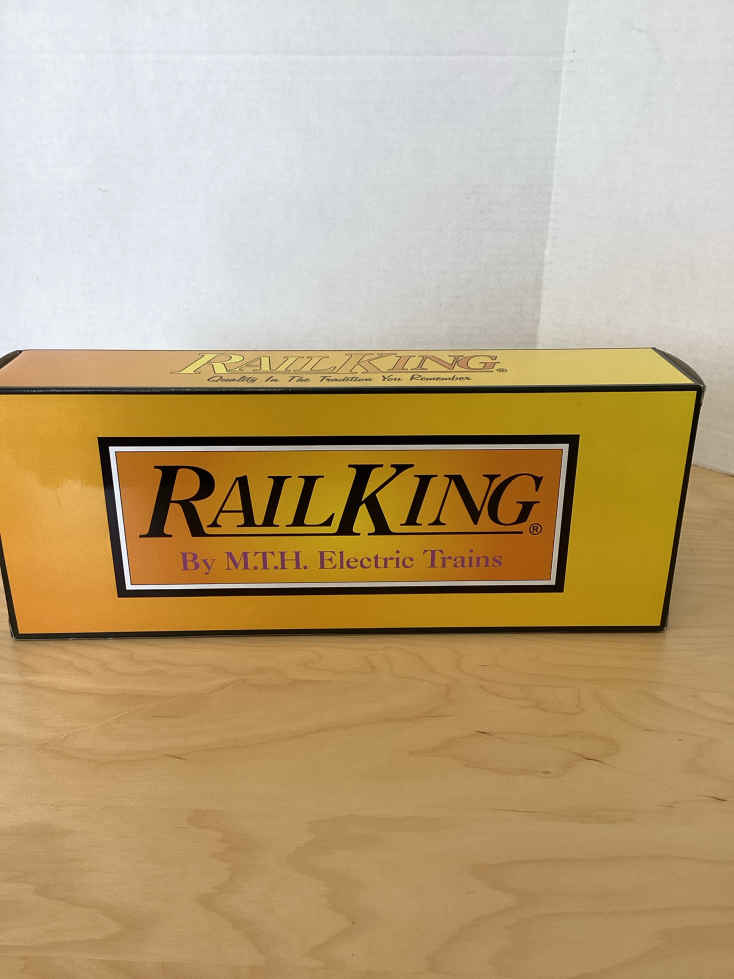 RAILKING®
Quality In The Tradition You Remember
RAILKING®
By M.T.H. Electric Trains